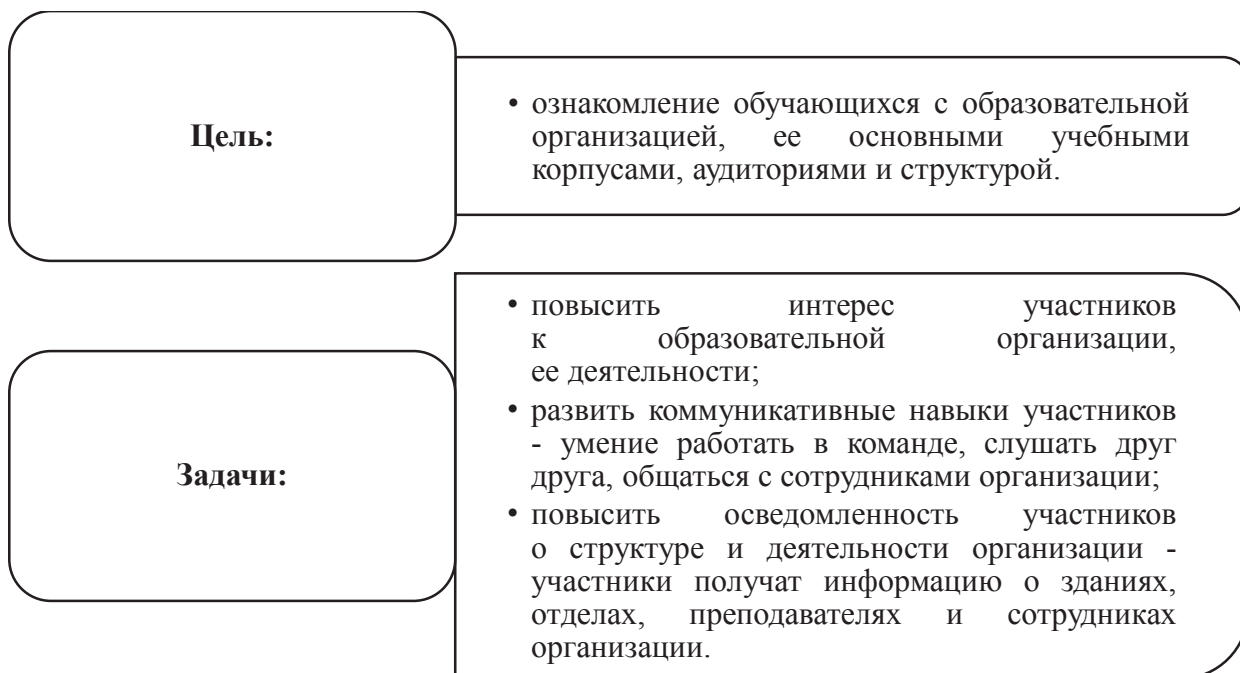 Цель:
• ознакомление обучающихся с образовательной
организацией, ее основными учебными
корпусами, аудиториями и структурой.
Задачи:
• повысить интерес участников
к образовательной организации,
ее деятельности;
• развить коммуникативные навыки участников
- умение работать в команде, слушать друг
друга, общаться с сотрудниками организации;
• повысить осведомленность участников
о структуре и деятельности организации -
участники получат информацию о зданиях,
отделах, преподавателях и сотрудниках
организации.